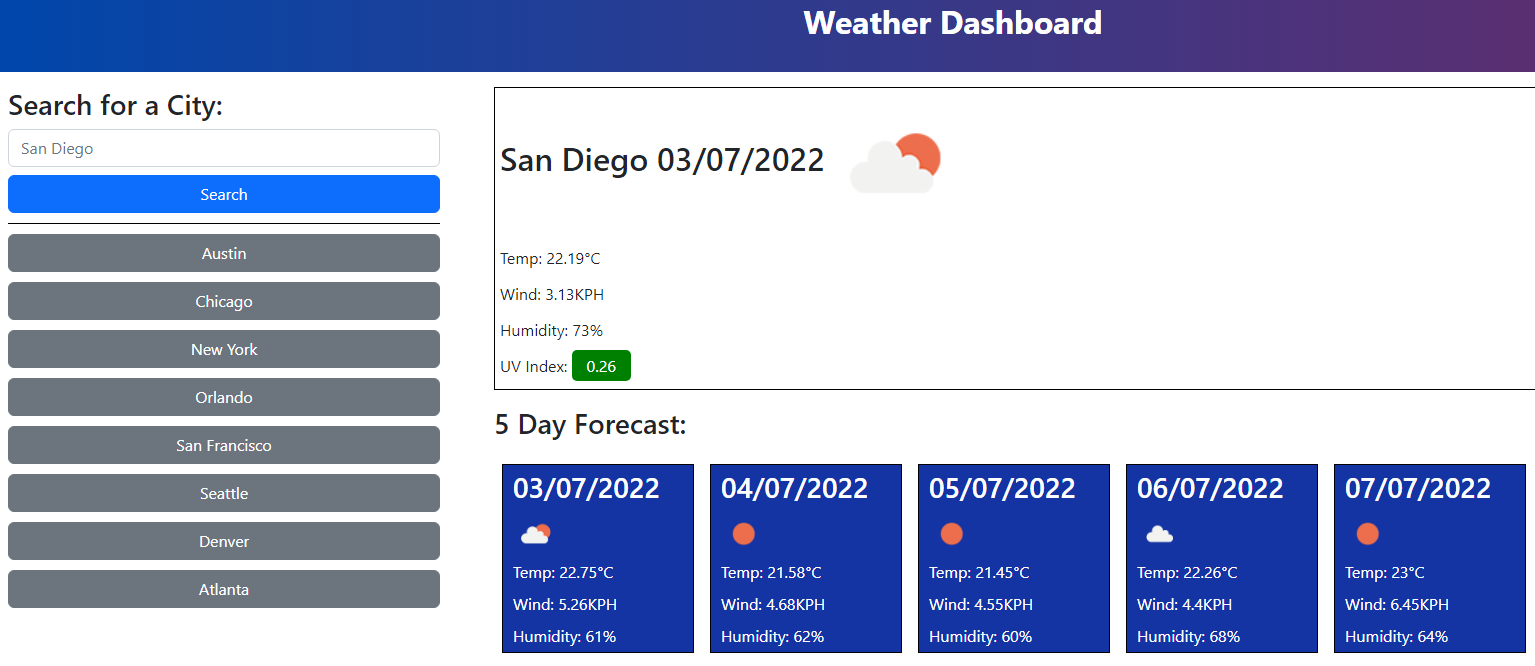 Weather Dashboard
Search for a City:
San Diego
Search
Austin
Chicago
New York
Orlando
San Francisco
Seattle
Denver
Atlanta
San Diego 03/07/2022
Temp: 22.19°C
Wind: 3.13KPH
Humidity: 73%
UV Index: 0.26
5 Day Forecast:
03/07/2022
Temp: 22.75°C
Wind: 5.26KPH
Humidity: 61%
04/07/2022
Temp: 21.58°C
Wind: 4.68KPH
Humidity: 62%
05/07/2022
Temp: 21.45°C
Wind: 4.55KPH
Humidity: 60%
06/07/2022
Temp: 22.26°C
Wind: 4.4KPH
Humidity: 68%
07/07/2022
Temp: 23°C
Wind: 6.45KPH
Humidity: 64%